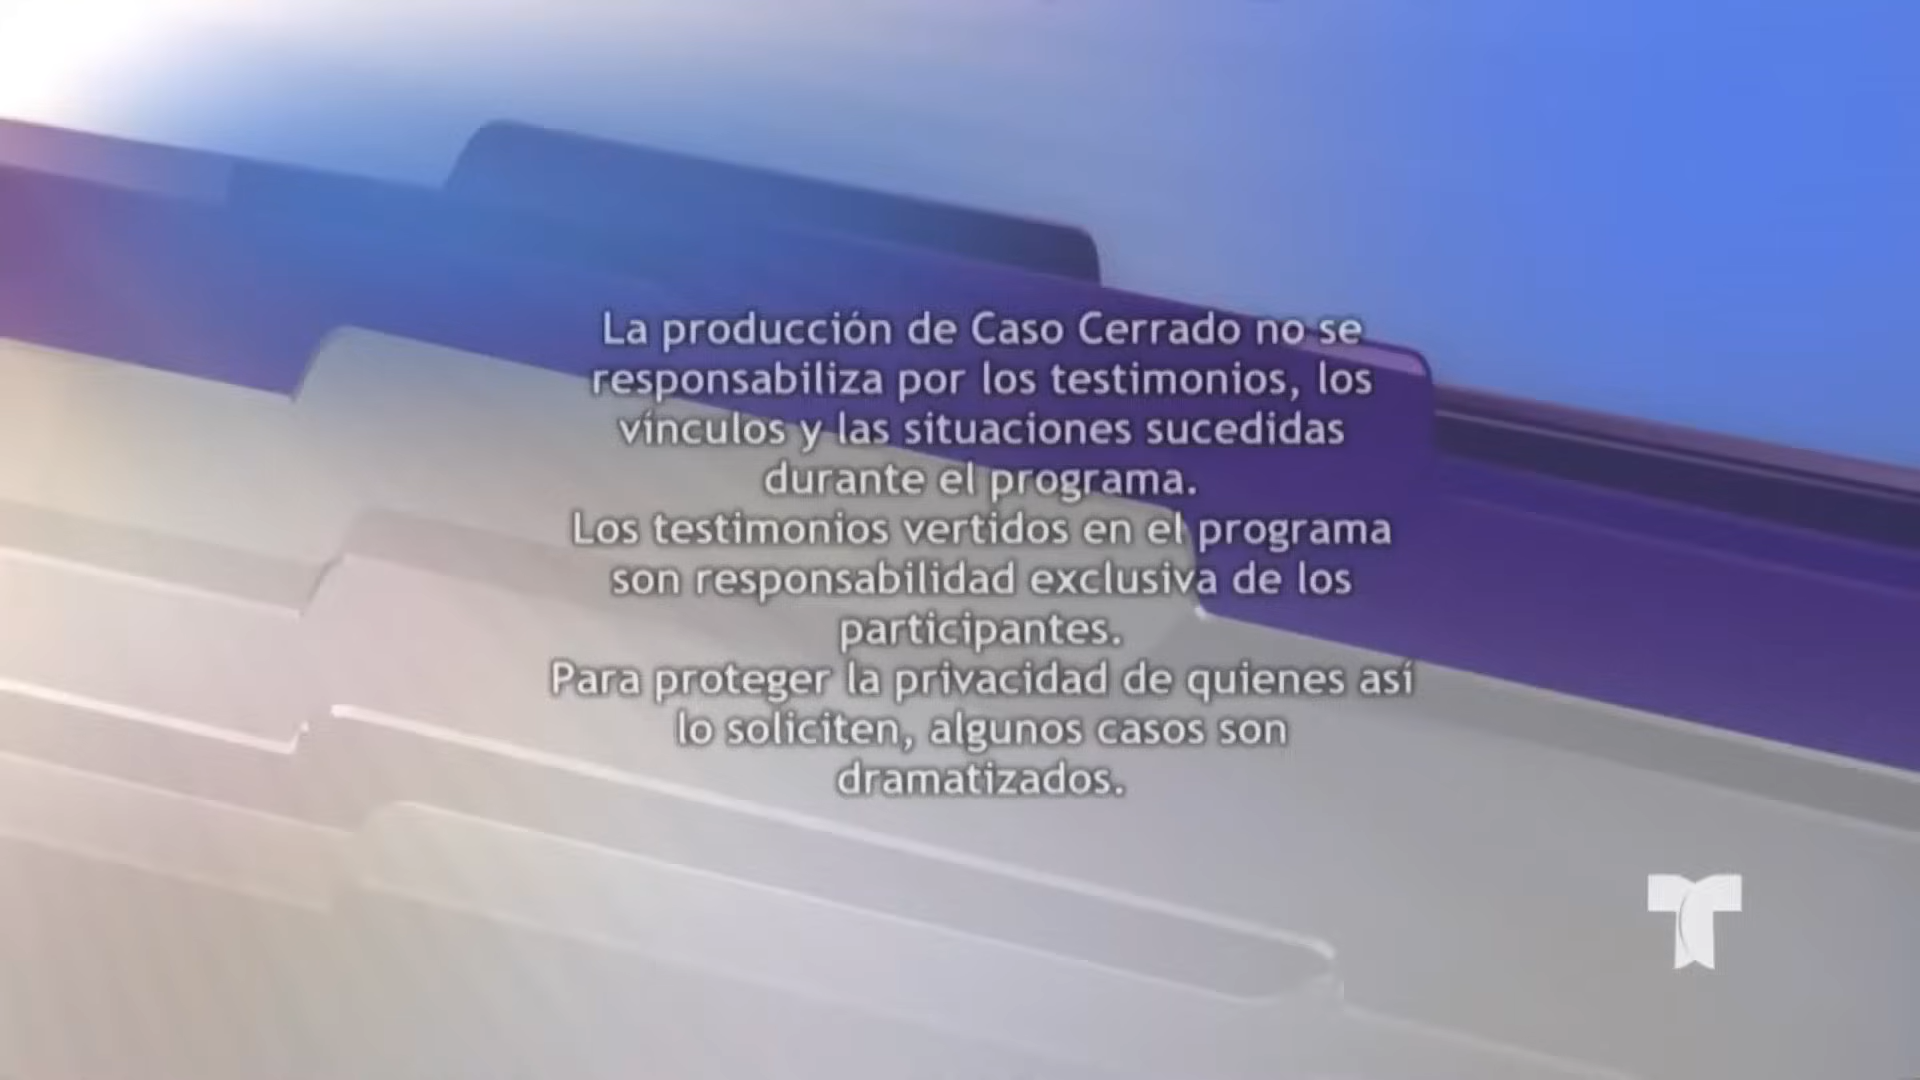 La producción de Caso Cerrado no se
responsabiliza por los testimonios, los
vínculos y las situaciones sucedidas
durante el programa.
Los testimonios vertidos en el programa
son responsabilidad exclusiva de los
participantes.
Para proteger la privacidad de quienes así
lo soliciten, algunos casos son
dramatizados.